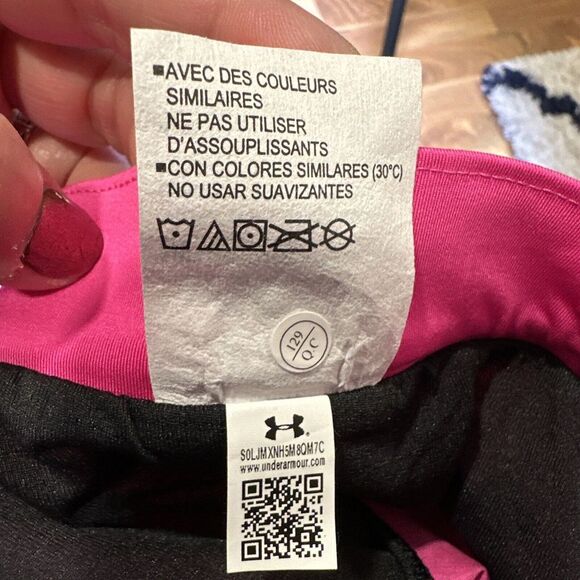 ▪AVEC DES COULEURS
SIMILAIRES
NE PAS UTILISER
D'ASSOUPLISSANTS
▪CON COLORES SIMILARES (30°C)
NO USAR SUAVIZANTES
129
Q.C
S0LJMXNH5M8QM7C
www.underarmour.com